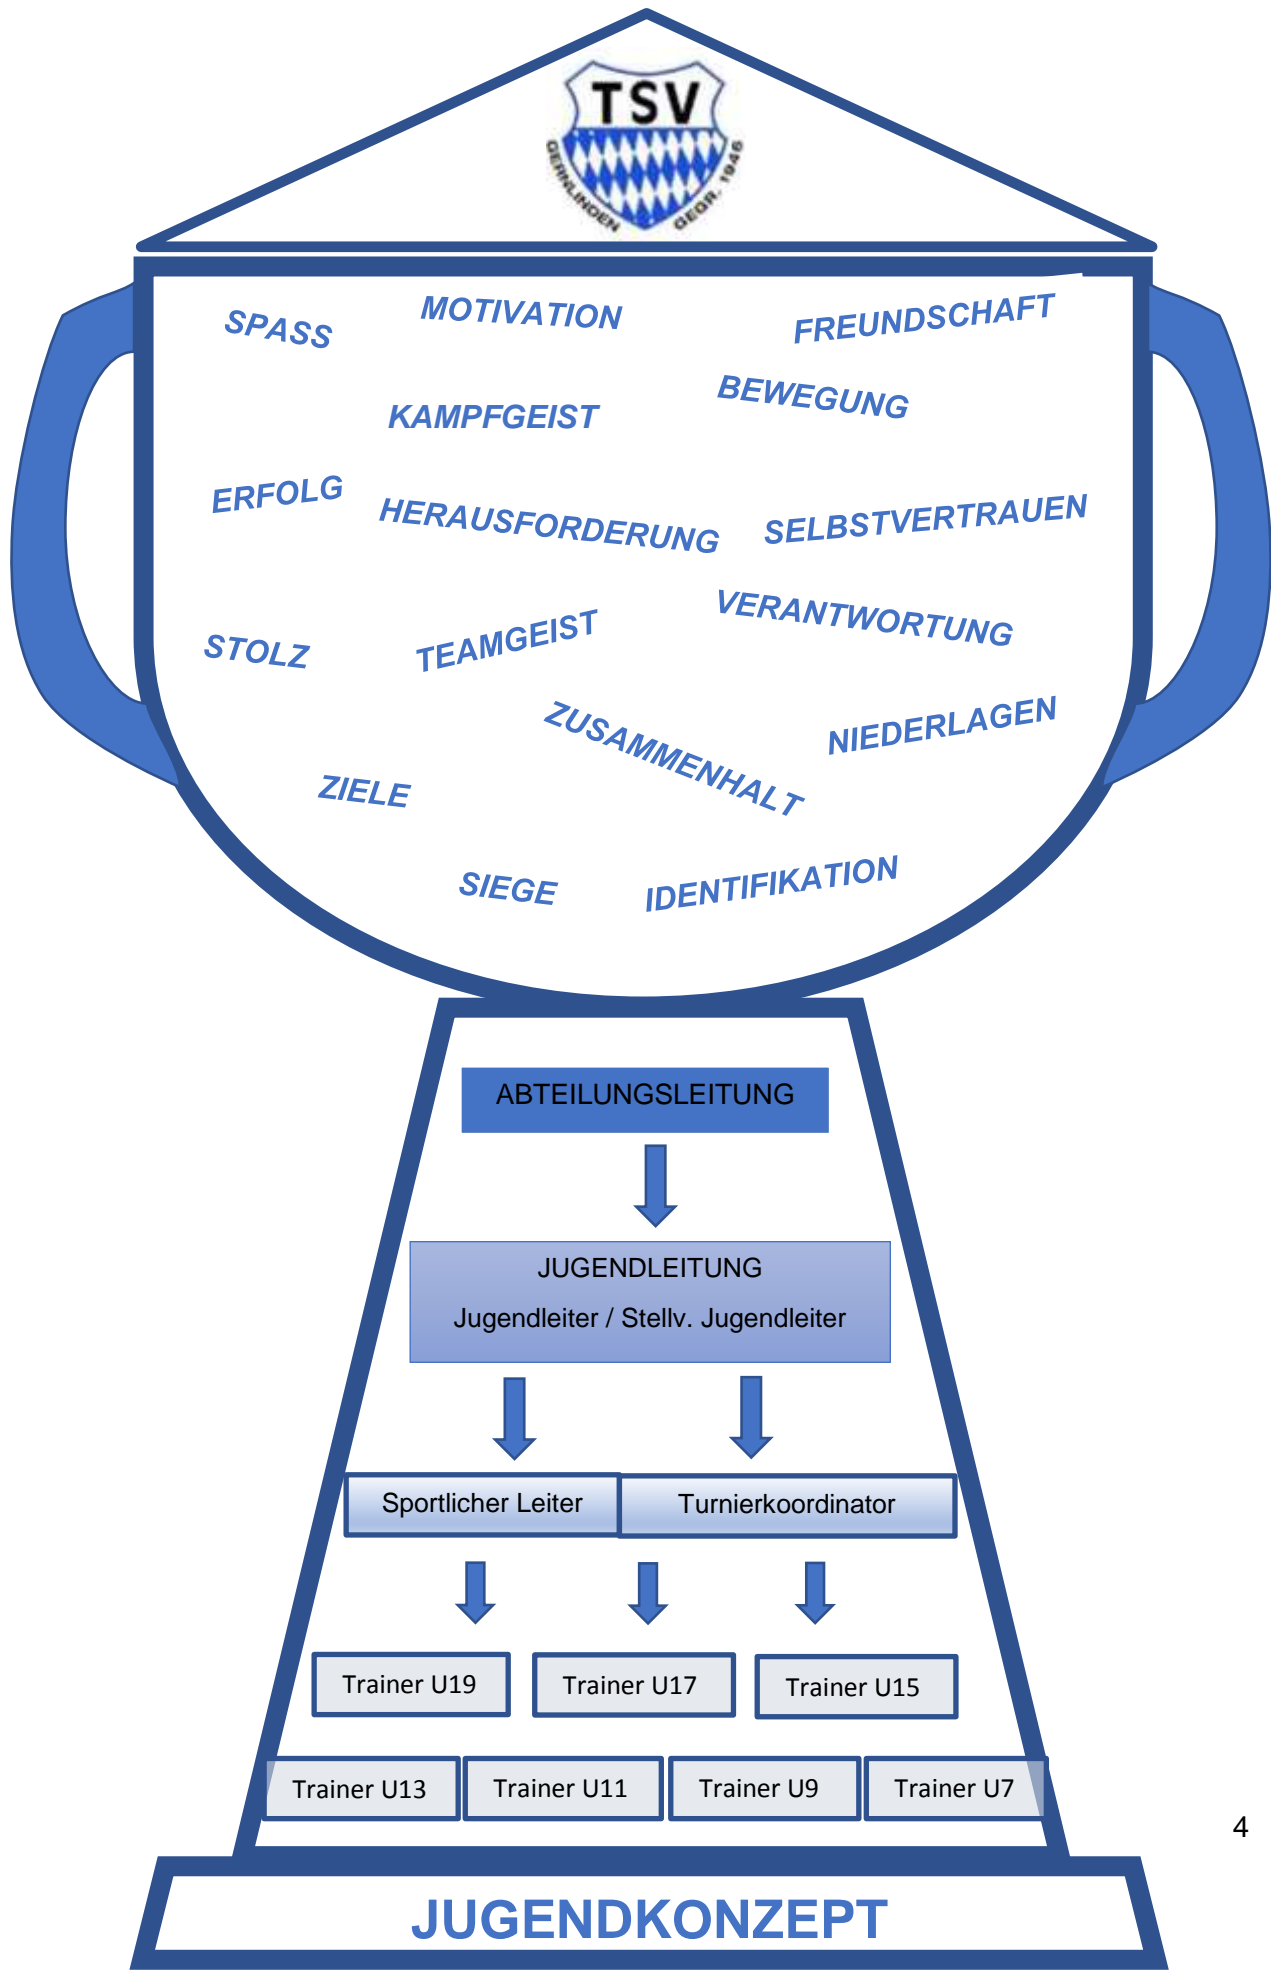 TSV
GERNLINDEN
GEGR. 1946
SPASS
MOTIVATION
FREUNDSCHAFT
KAMPFGEIST
BEWEGUNG
ERFOLG
HERAUSFORDERUNG
SELBSTVERTRAUEN
STOLZ
TEAMGEIST
VERANTWORTUNG
ZUSAMMENHALT
NIEDERLAGEN
ZIELE
SIEGE
IDENTIFIKATION
ABTEILUNGSLEITUNG
JUGENDLEITUNG
Jugendleiter / Stellv. Jugendleiter
Sportlicher Leiter
Turnierkoordinator
Trainer U19
Trainer U17
Trainer U15
Trainer U13
Trainer U11
Trainer U9
Trainer U7
4
JUGENDKONZEPT